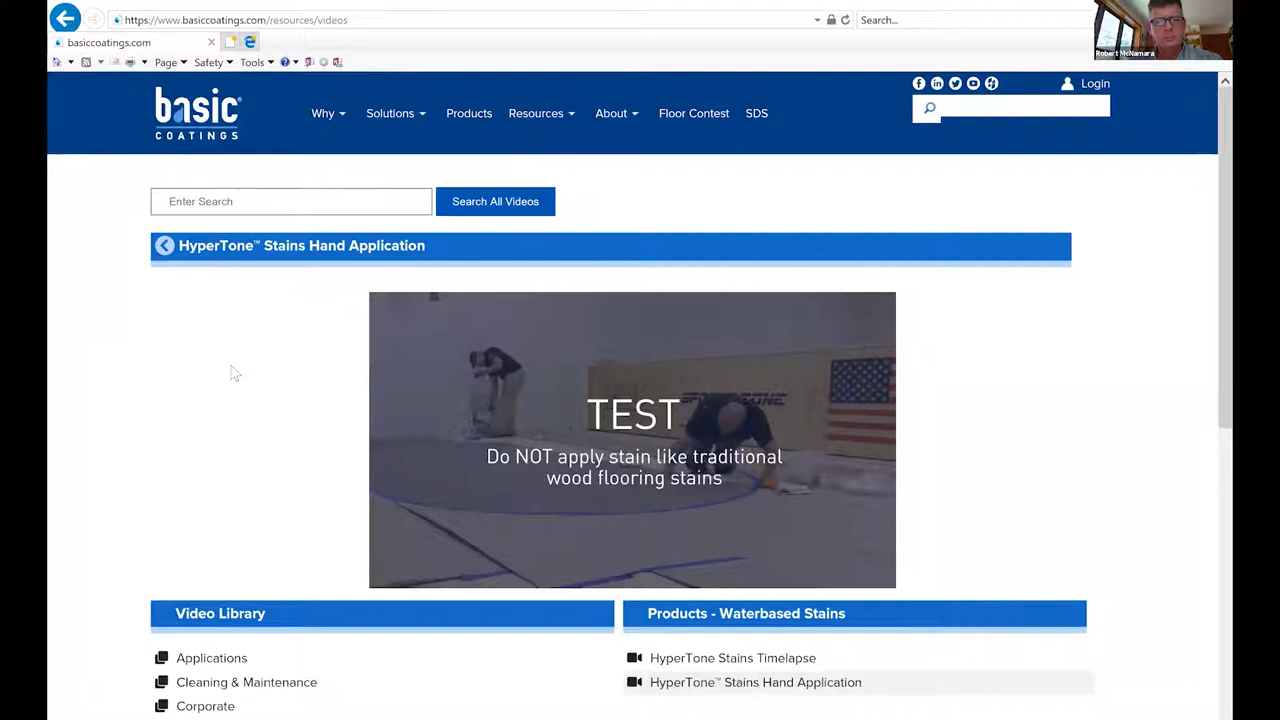 https://www.basiccoatings.com/resources/videos
Search...
basiccoatings.com
Page
Safety
Tools
Robert McNamara
basic
COATINGS
Why
Solutions
Products
Resources
About
Floor Contest
SDS
Login
Enter Search
Search All Videos
HyperTone™ Stains Hand Application
TEST
Do NOT apply stain like traditional
wood flooring stains
Video Library
Products - Waterbased Stains
Applications
HyperTone Stains Timelapse
Cleaning & Maintenance
HyperTone™ Stains Hand Application
Corporate